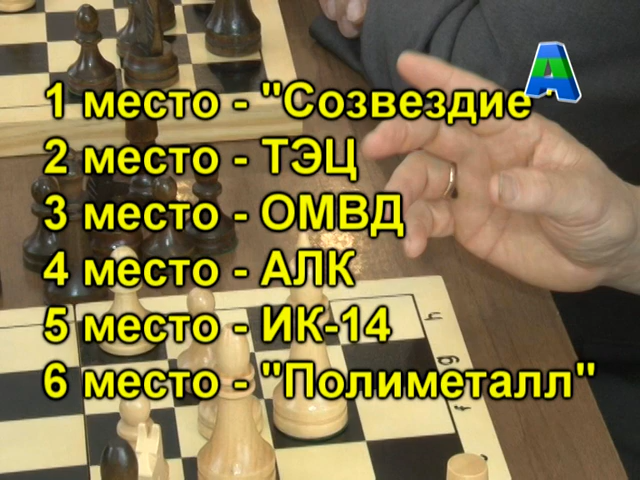 1 место - "Созвездие"
2 место - ТЭЦ
3 место - ОМВД
4 место - АЛК
5 место - ИК-14
6 место - "Полиметалл"
А
h
g
f